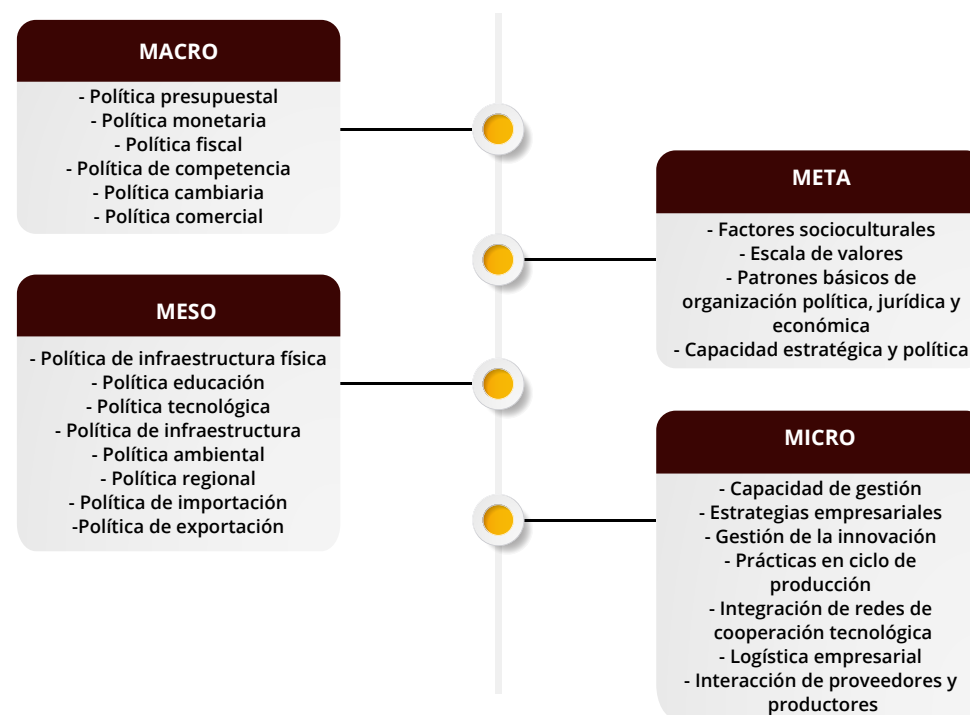 MACRO
- Política presupuestal
- Política monetaria
- Política fiscal
- Política de competencia
- Política cambiaria
- Política comercial
META
- Factores socioculturales
- Escala de valores
- Patrones básicos de
organización política, jurídica y
económica
- Capacidad estratégica y política
MESO
- Política de infraestructura física
- Política educación
- Política tecnológica
- Política de infraestructura
- Política ambiental
- Política regional
- Política de importación
-Política de exportación
MICRO
- Capacidad de gestión
- Estrategias empresariales
- Gestión de la innovación
- Prácticas en ciclo de
producción
- Integración de redes de
cooperación tecnológica
- Logística empresarial
- Interacción de proveedores y
productores